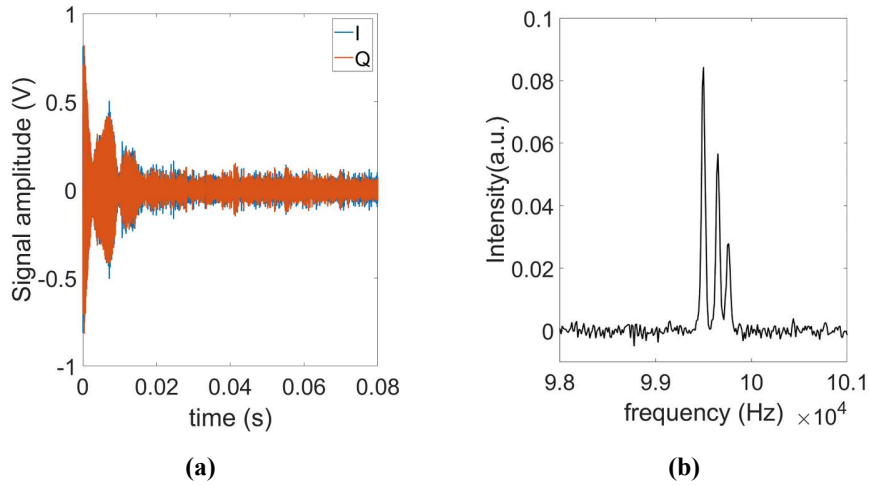 1
0.5
0
-0.5
-1
Signal amplitude (V)
I
Q
0 0.02 0.04 0.06 0.08
time (s)
(a)
0.1
0.08
0.06
0.04
0.02
0
Intensity(a.u.)
9.8 9.9 10 10.1
frequency (Hz) ×10⁴
(b)